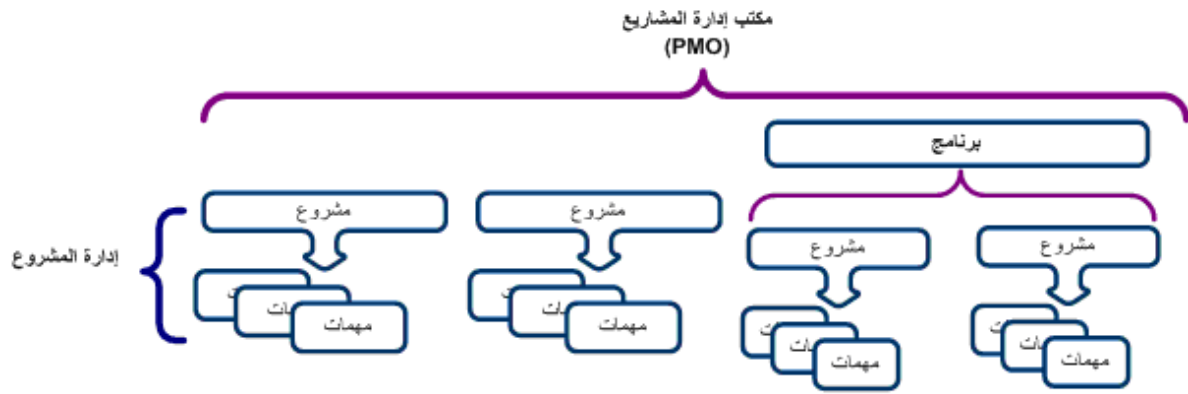 مكتب إدارة المشاريع
(PMO)
برنامج
مشروع
مشروع
مشروع
مشروع
إدارة المشروع
مهمات
مهمات
مهمات
مهمات